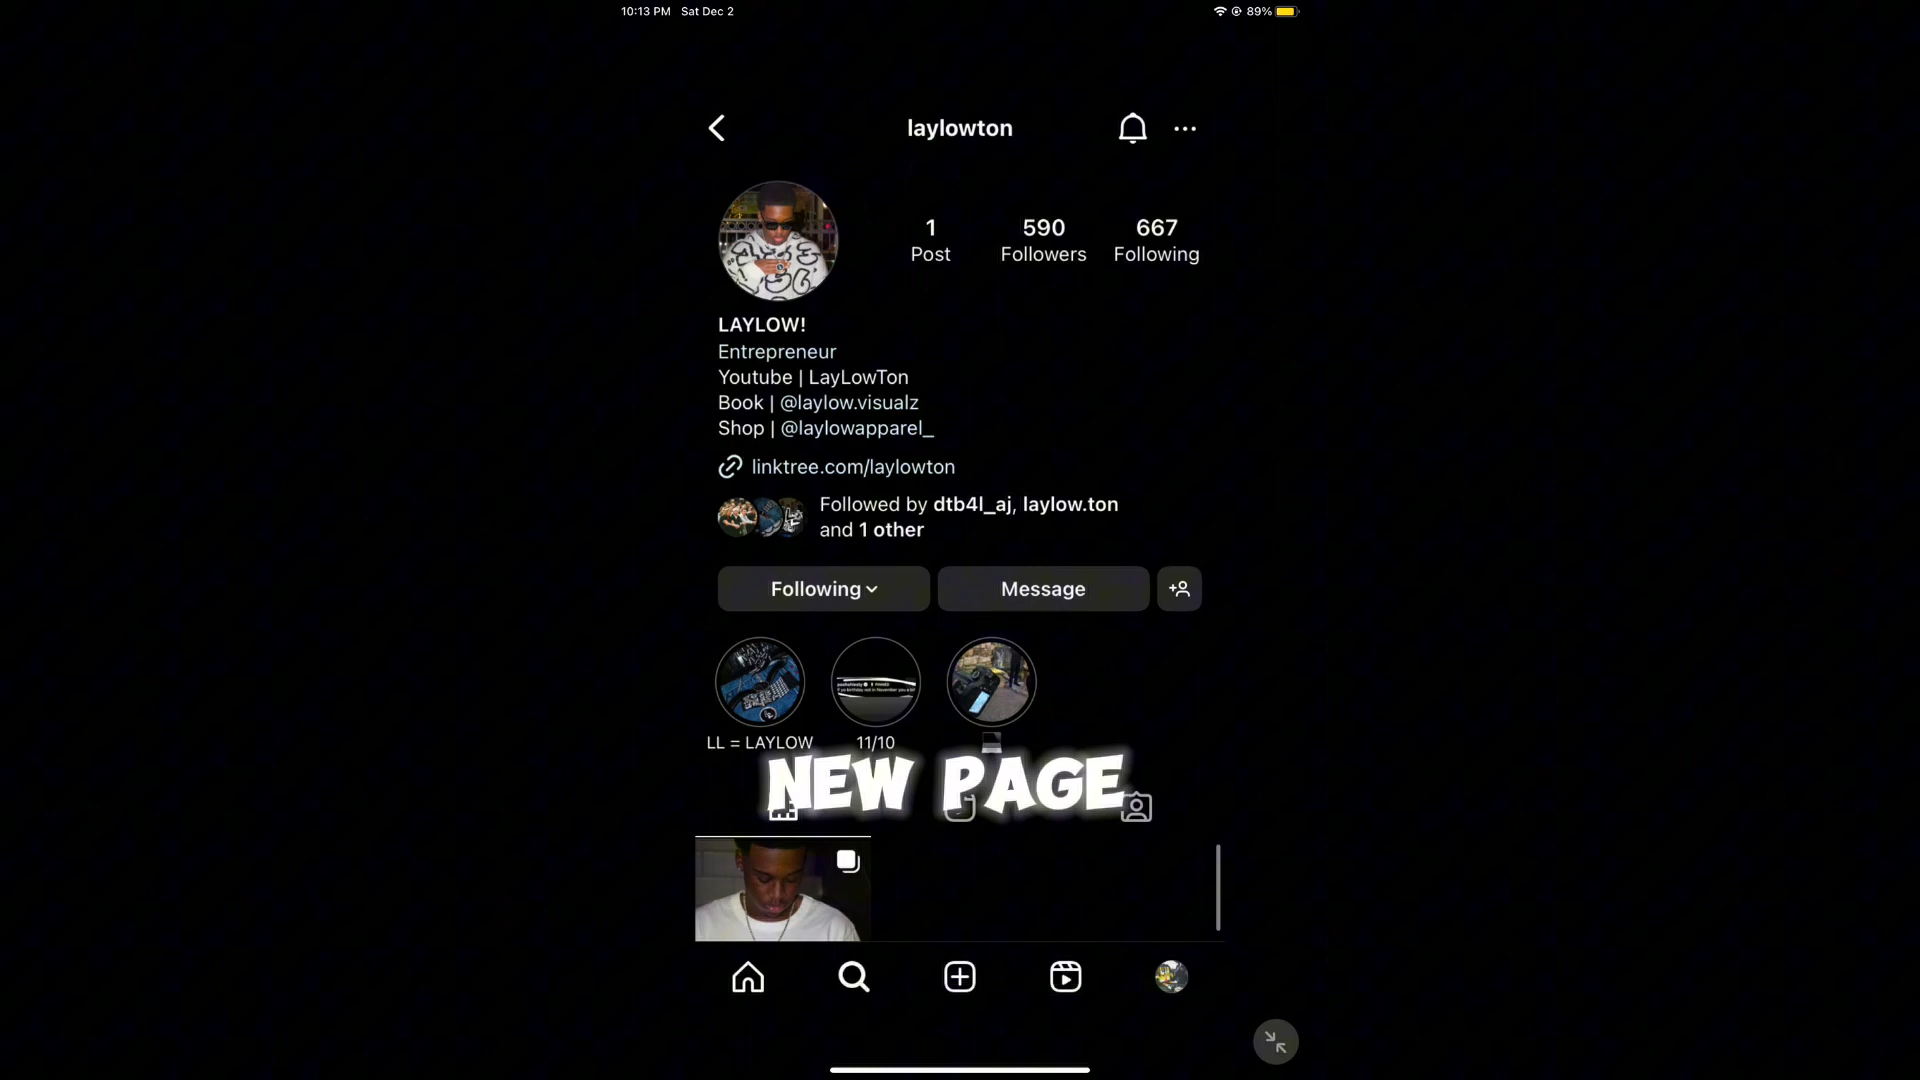 10:13 PM Sat Dec 2
89%
laylowton
1 590 667
Post Followers Following
LAYLOW!
Entrepreneur
Youtube | LayLowTon
Book | @laylow.visualz
Shop | @laylowapparel_
linktree.com/laylowton
Followed by dtb4l_aj, laylow.ton
and 1 other
Following Message
LL = LAYLOW 11/10
NEW PAGE